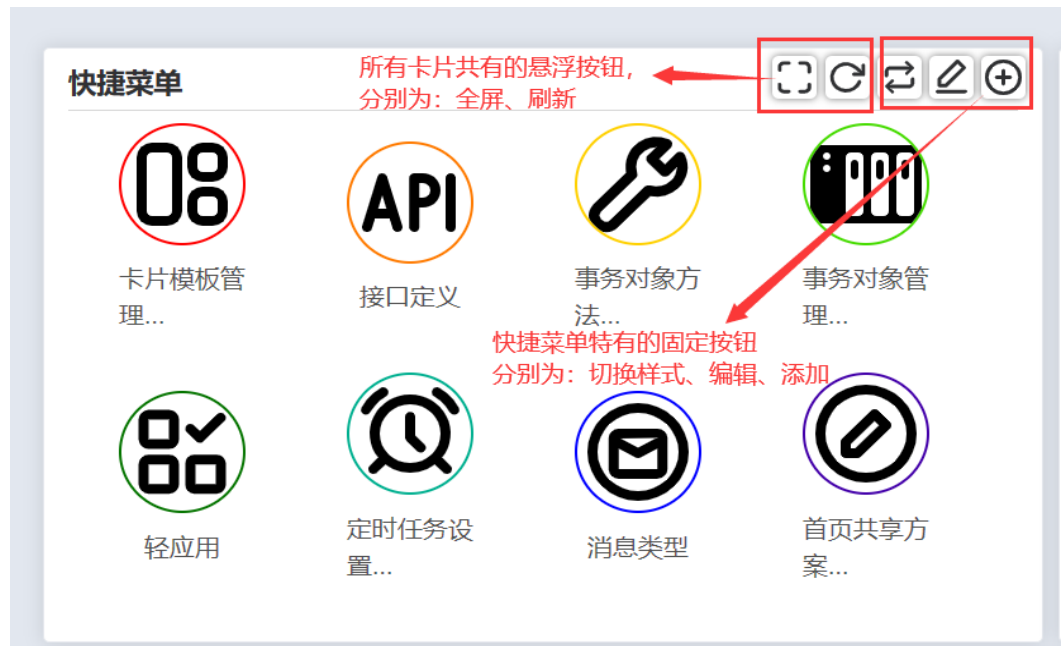 快捷菜单
所有卡片共有的悬浮按钮，
分别为：全屏、刷新
API
卡片模板管
理...
接口定义
事务对象方
法...
事务对象管
理...
快捷菜单特有的固定按钮
分别为：切换样式、编辑、添加
轻应用
定时任务设
置...
消息类型
首页共享方
案...